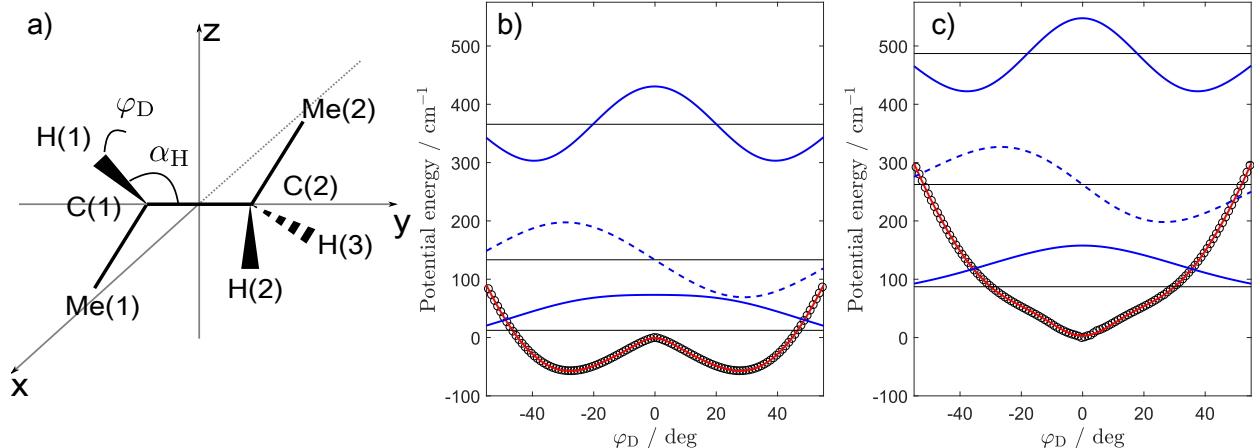 a)
z
φD
Me(2)
H(1)
αH
C(2)
C(1)
y
H(3)
H(2)
Me(1)
x
b)
Potential energy / cm⁻¹
500
400
300
200
100
0
-100
-40
-20
0
20
40
φD / deg
c)
Potential energy / cm⁻¹
500
400
300
200
100
0
-100
-40
-20
0
20
40
φD / deg